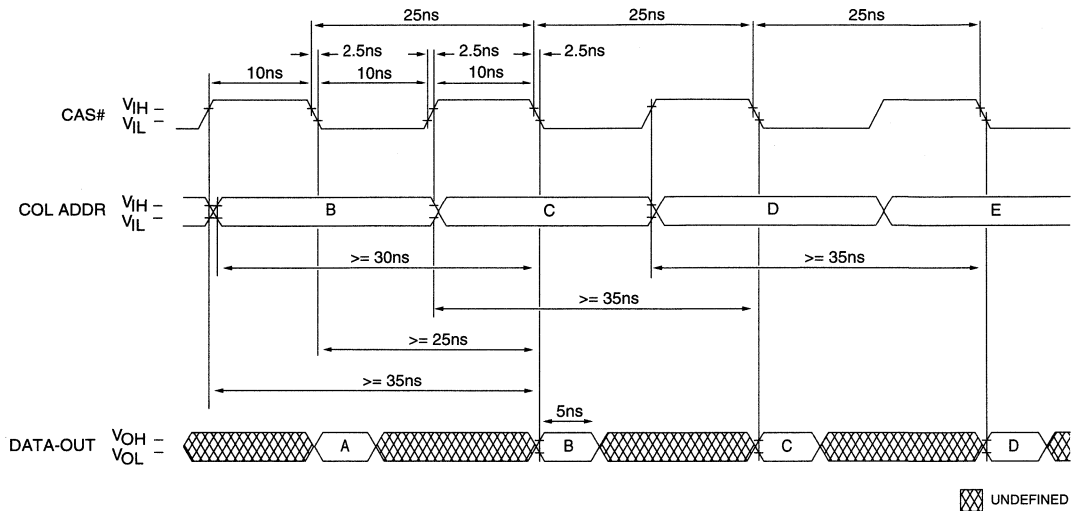 25ns 25ns 25ns
2.5ns 2.5ns 2.5ns
10ns 10ns 10ns
CAS# VIH
VIL
COL ADDR VIH B C D E
VIL
>= 30ns >= 35ns
>= 35ns
>= 25ns
>= 35ns
5ns
DATA-OUT VOH A B C D
VOL
UNDEFINED